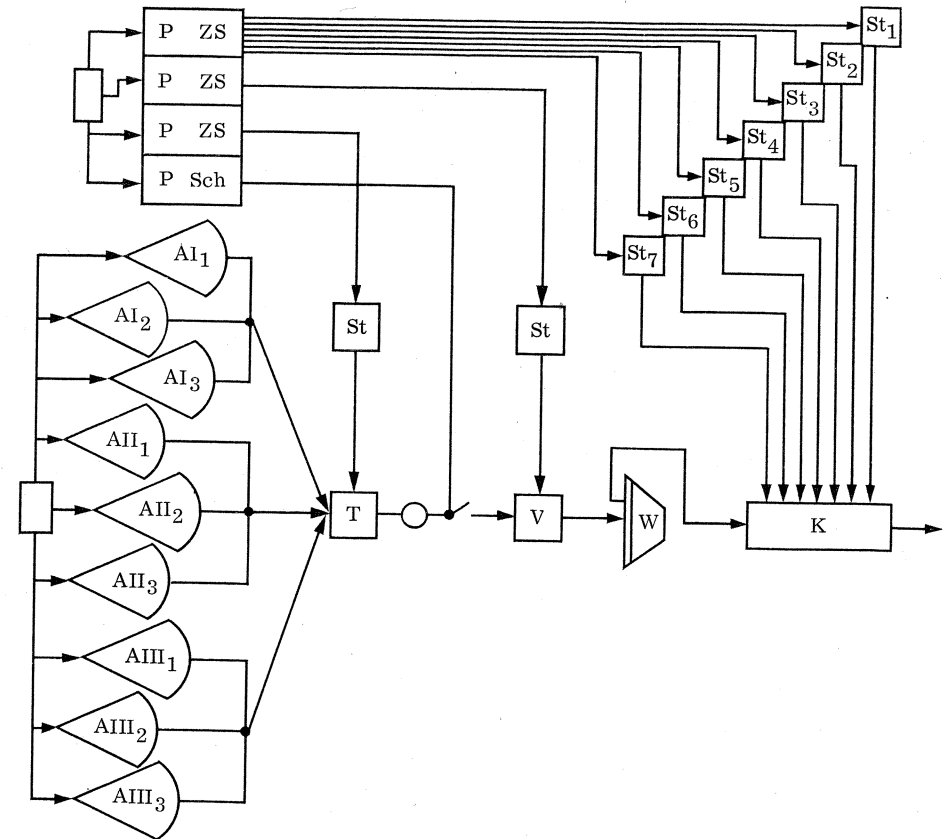 P ZS
P ZS
P ZS
P Sch
St1
St2
St3
St4
St5
St6
St7
AI1
AI2
AI3
AII1
AII2
AII3
AIII1
AIII2
AIII3
St
St
T
V
W
K